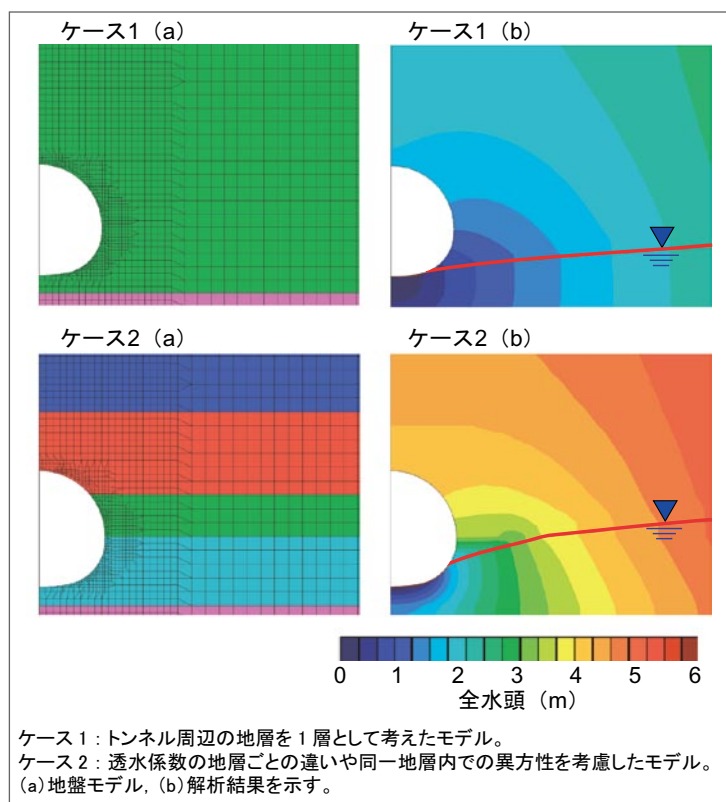 ケース1 (a)
ケース1 (b)
ケース2 (a)
ケース2 (b)
0 1 2 3 4 5 6
全水頭 (m)
ケース1:トンネル周辺の地層を1層として考えたモデル。
ケース2:透水係数の地層ごとの違いや同一地層内での異方性を考慮したモデル。
(a)地盤モデル, (b)解析結果を示す。